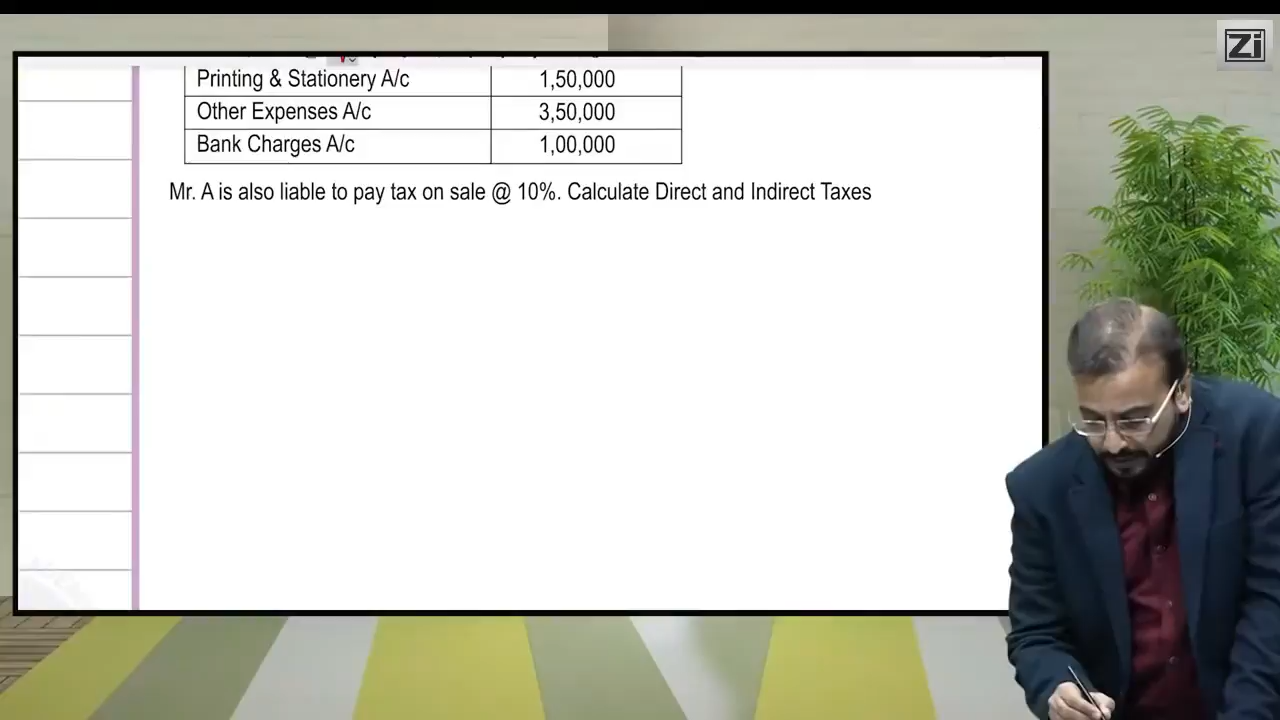 Zi
Printing & Stationery A/c 1,50,000
Other Expenses A/c 3,50,000
Bank Charges A/c 1,00,000
Mr. A is also liable to pay tax on sale @ 10%. Calculate Direct and Indirect Taxes